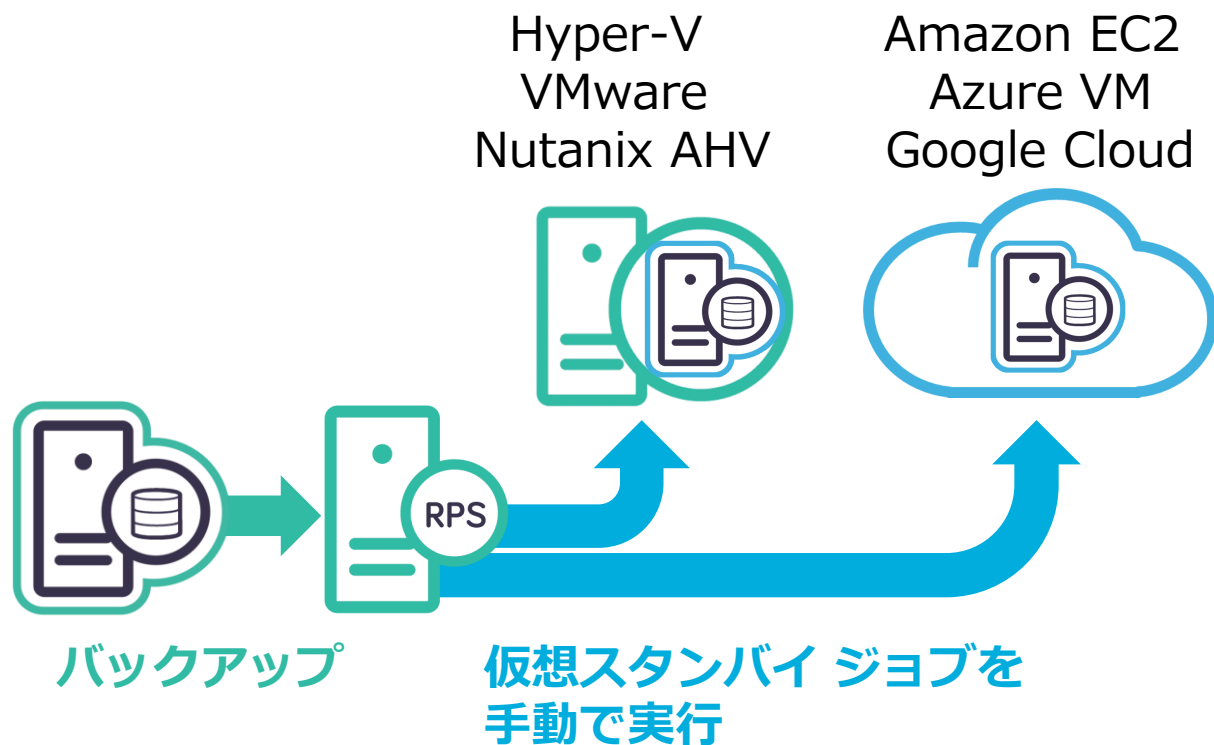 Hyper-V
VMware
Nutanix AHV
Amazon EC2
Azure VM
Google Cloud
RPS
バックアップ
仮想スタンバイ ジョブを
手動で実行